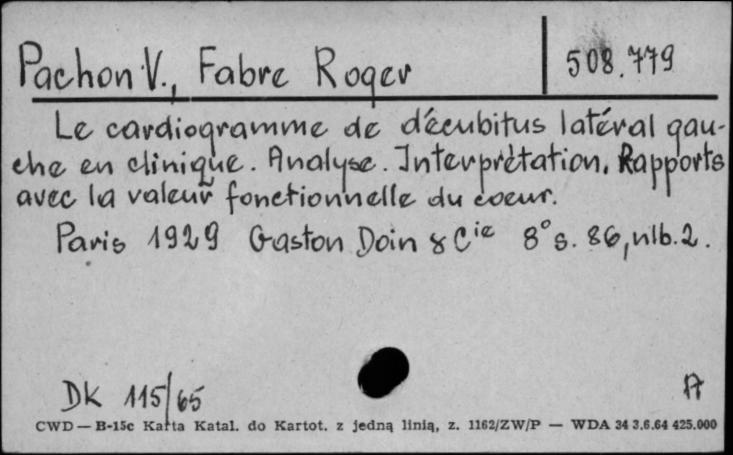 Pachon V., Fabre Roger
508.779
Le cardiogramme de décubitus latéral gau-
che en clinique. Analyse. Interprétation. Rapports
avec la valeur fonctionnelle du coeur.
Paris 1929 Gaston Doin & Cie 8° s. 86, nlb. 2.
DK 115/65
A
CWD — B-15c Karta Katal. do Kartot. z jedną linią, z. 1162/ZW/P — WDA 34 3.6.64 425.000